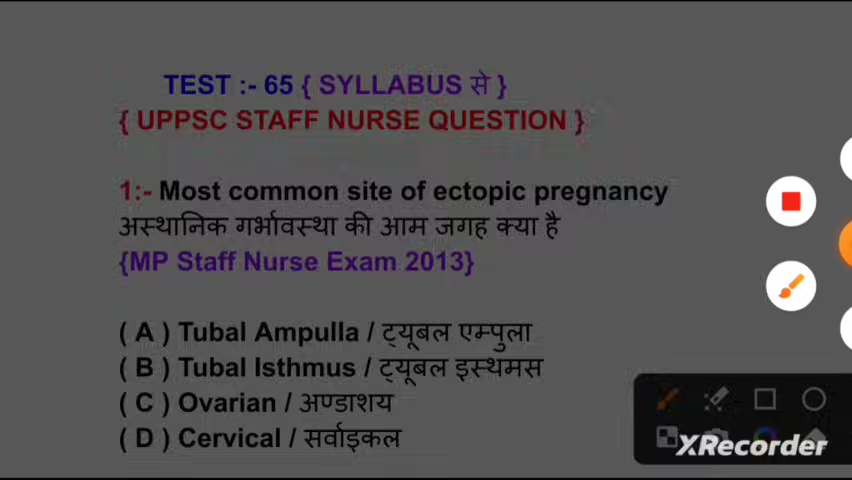 TEST :- 65 { SYLLABUS से }
{ UPPSC STAFF NURSE QUESTION }
1:- Most common site of ectopic pregnancy
अस्थानिक गर्भावस्था की आम जगह क्या है
{MP Staff Nurse Exam 2013}
( A ) Tubal Ampulla / ट्यूबल एम्पुला
( B ) Tubal Isthmus / ट्यूबल इस्थमस
( C ) Ovarian / अण्डाशय
( D ) Cervical / सर्वाइकल
XRecorder